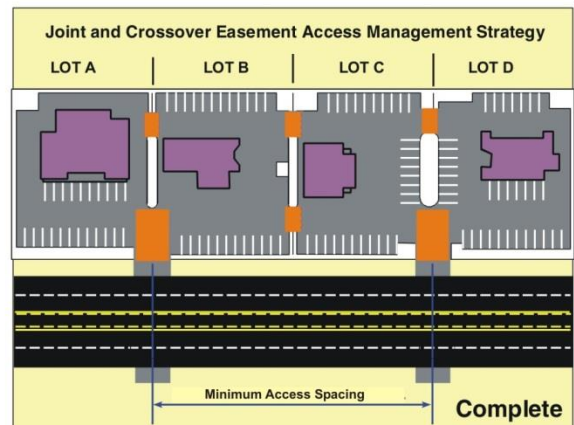 Joint and Crossover Easement Access Management Strategy
LOT A LOT B LOT C LOT D
Minimum Access Spacing
Complete